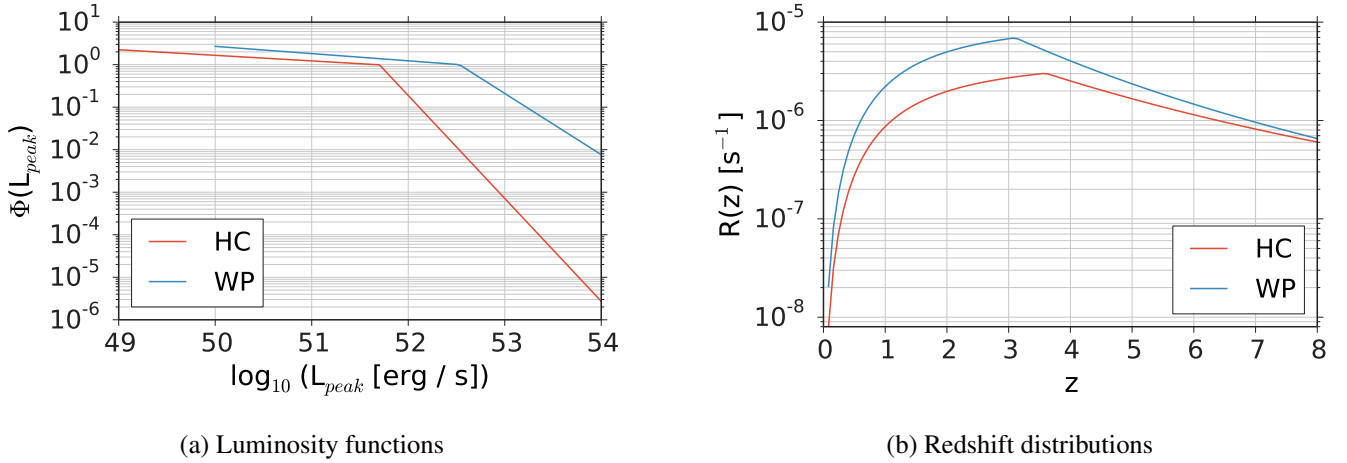 10^1
10^0
10^-1
10^-2
10^-3
10^-4
10^-5
10^-6
Φ(L_peak)
HC
WP
49 50 51 52 53 54
log_10 (L_peak [erg / s])
(a) Luminosity functions
10^-5
10^-6
10^-7
10^-8
R(z) [s^-1]
HC
WP
0 1 2 3 4 5 6 7 8
z
(b) Redshift distributions